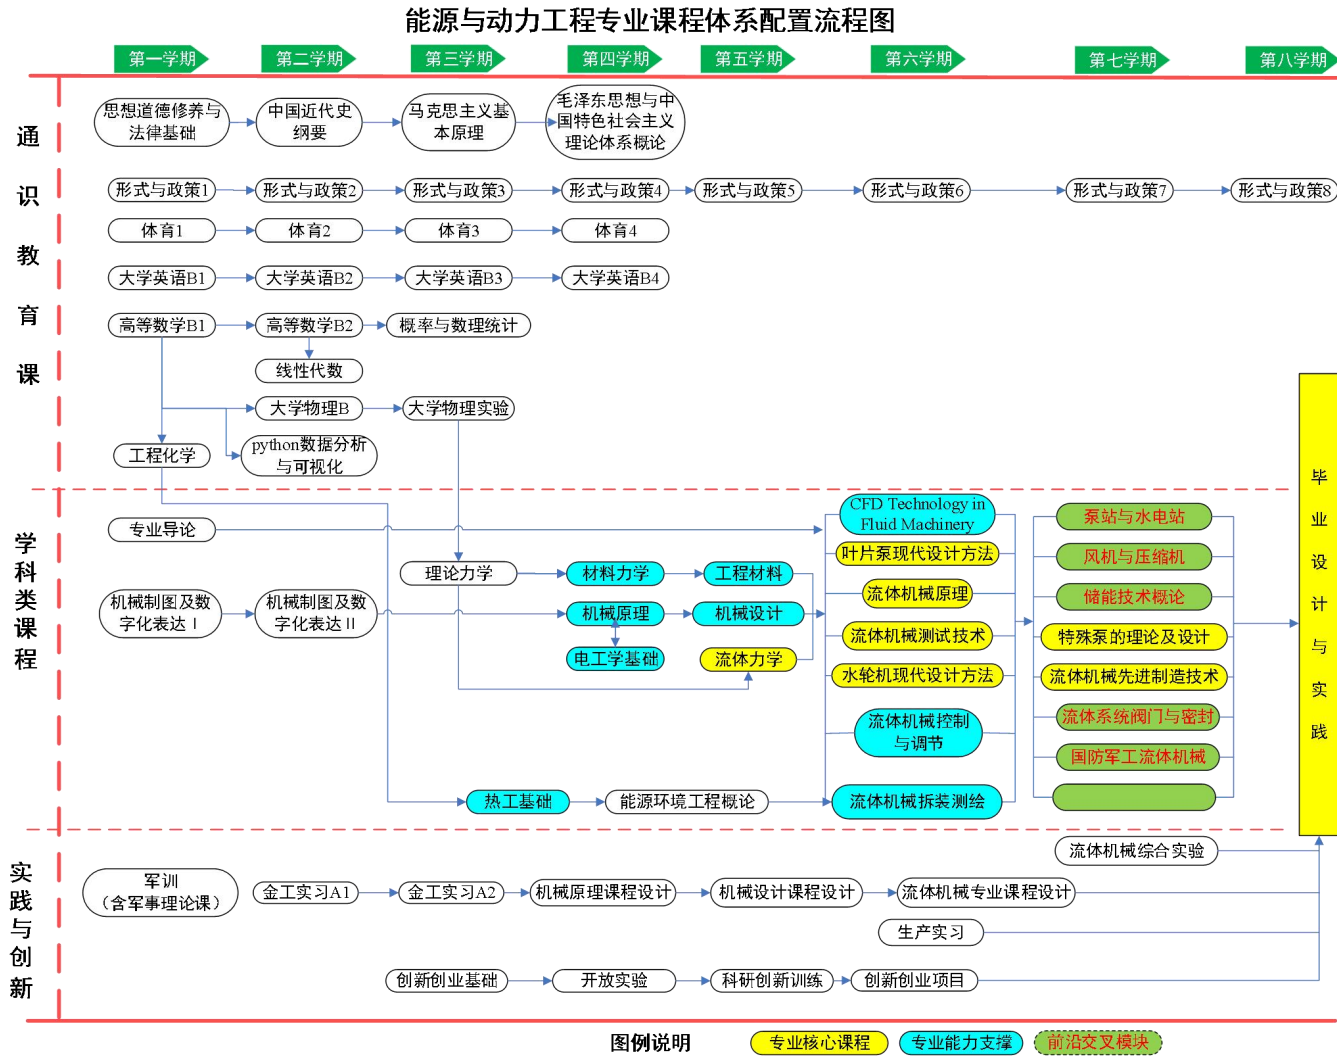 能源与动力工程专业课程体系配置流程图
第一学期
第二学期
第三学期
第四学期
第五学期
第六学期
第七学期
第八学期
通识教育课
思想道德修养与
法律基础
中国近代史
纲要
马克思主义基
本原理
毛泽东思想与中
国特色社会主义
理论体系概论
形式与政策1
形式与政策2
形式与政策3
形式与政策4
形式与政策5
形式与政策6
形式与政策7
形式与政策8
体育1
体育2
体育3
体育4
大学英语B1
大学英语B2
大学英语B3
大学英语B4
高等数学B1
高等数学B2
概率与数理统计
线性代数
大学物理B
大学物理实验
工程化学
python数据分析
与可视化
学科类课程
专业导论
机械制图及数
字化表达 I
机械制图及数
字化表达 II
理论力学
材料力学
工程材料
机械原理
机械设计
电工学基础
流体力学
热工基础
能源环境工程概论
CFD Technology in
Fluid Machinery
叶片泵现代设计方法
流体机械原理
流体机械测试技术
水轮机现代设计方法
流体机械控制
与调节
流体机械拆装测绘
泵站与水电站
风机与压缩机
储能技术概论
特殊泵的理论及设计
流体机械先进制造技术
流体系统阀门与密封
国防军工流体机械
毕业设计与实践
实践与创新
流体机械综合实验
军训
（含军事理论课）
金工实习A1
金工实习A2
机械原理课程设计
机械设计课程设计
流体机械专业课程设计
生产实习
创新创业基础
开放实验
科研创新训练
创新创业项目
图例说明
专业核心课程
专业能力支撑
前沿交叉模块